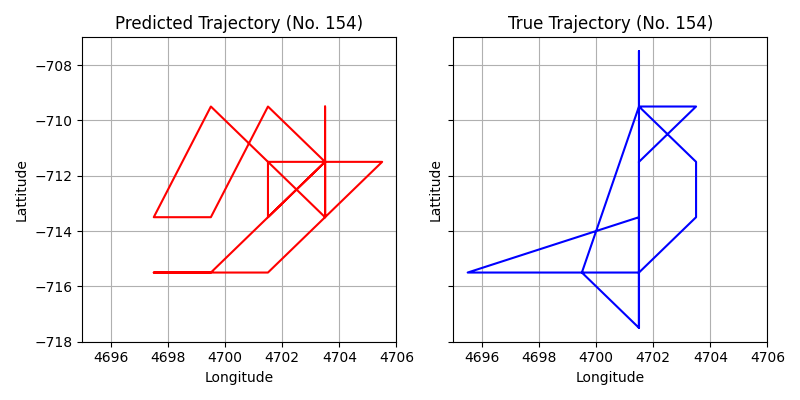 Predicted Trajectory (No. 154)
True Trajectory (No. 154)
Lattitude
−708
−710
−712
−714
−716
−718
4696 4698 4700 4702 4704 4706
Longitude
Lattitude
4696 4698 4700 4702 4704 4706
Longitude